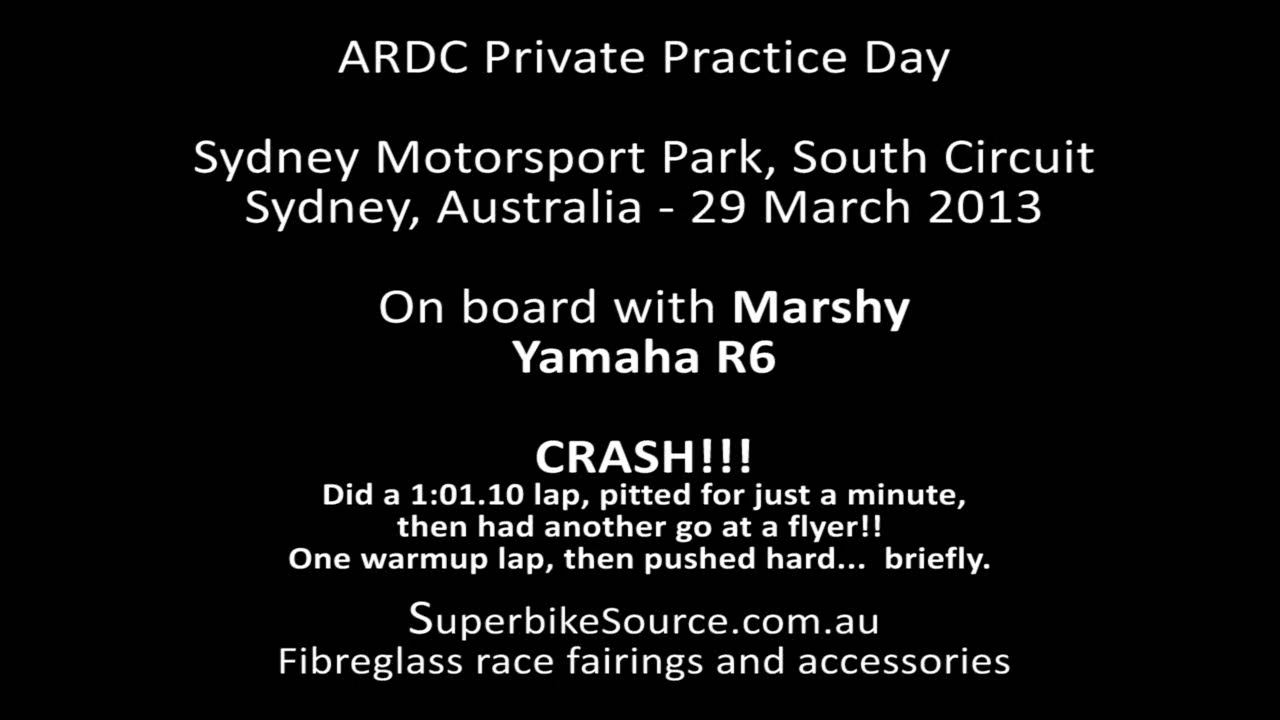 ARDC Private Practice Day
Sydney Motorsport Park, South Circuit
Sydney, Australia - 29 March 2013
On board with Marshy
Yamaha R6
CRASH!!!
Did a 1:01.10 lap, pitted for just a minute,
then had another go at a flyer!!
One warmup lap, then pushed hard...  briefly.
SuperbikeSource.com.au
Fibreglass race fairings and accessories